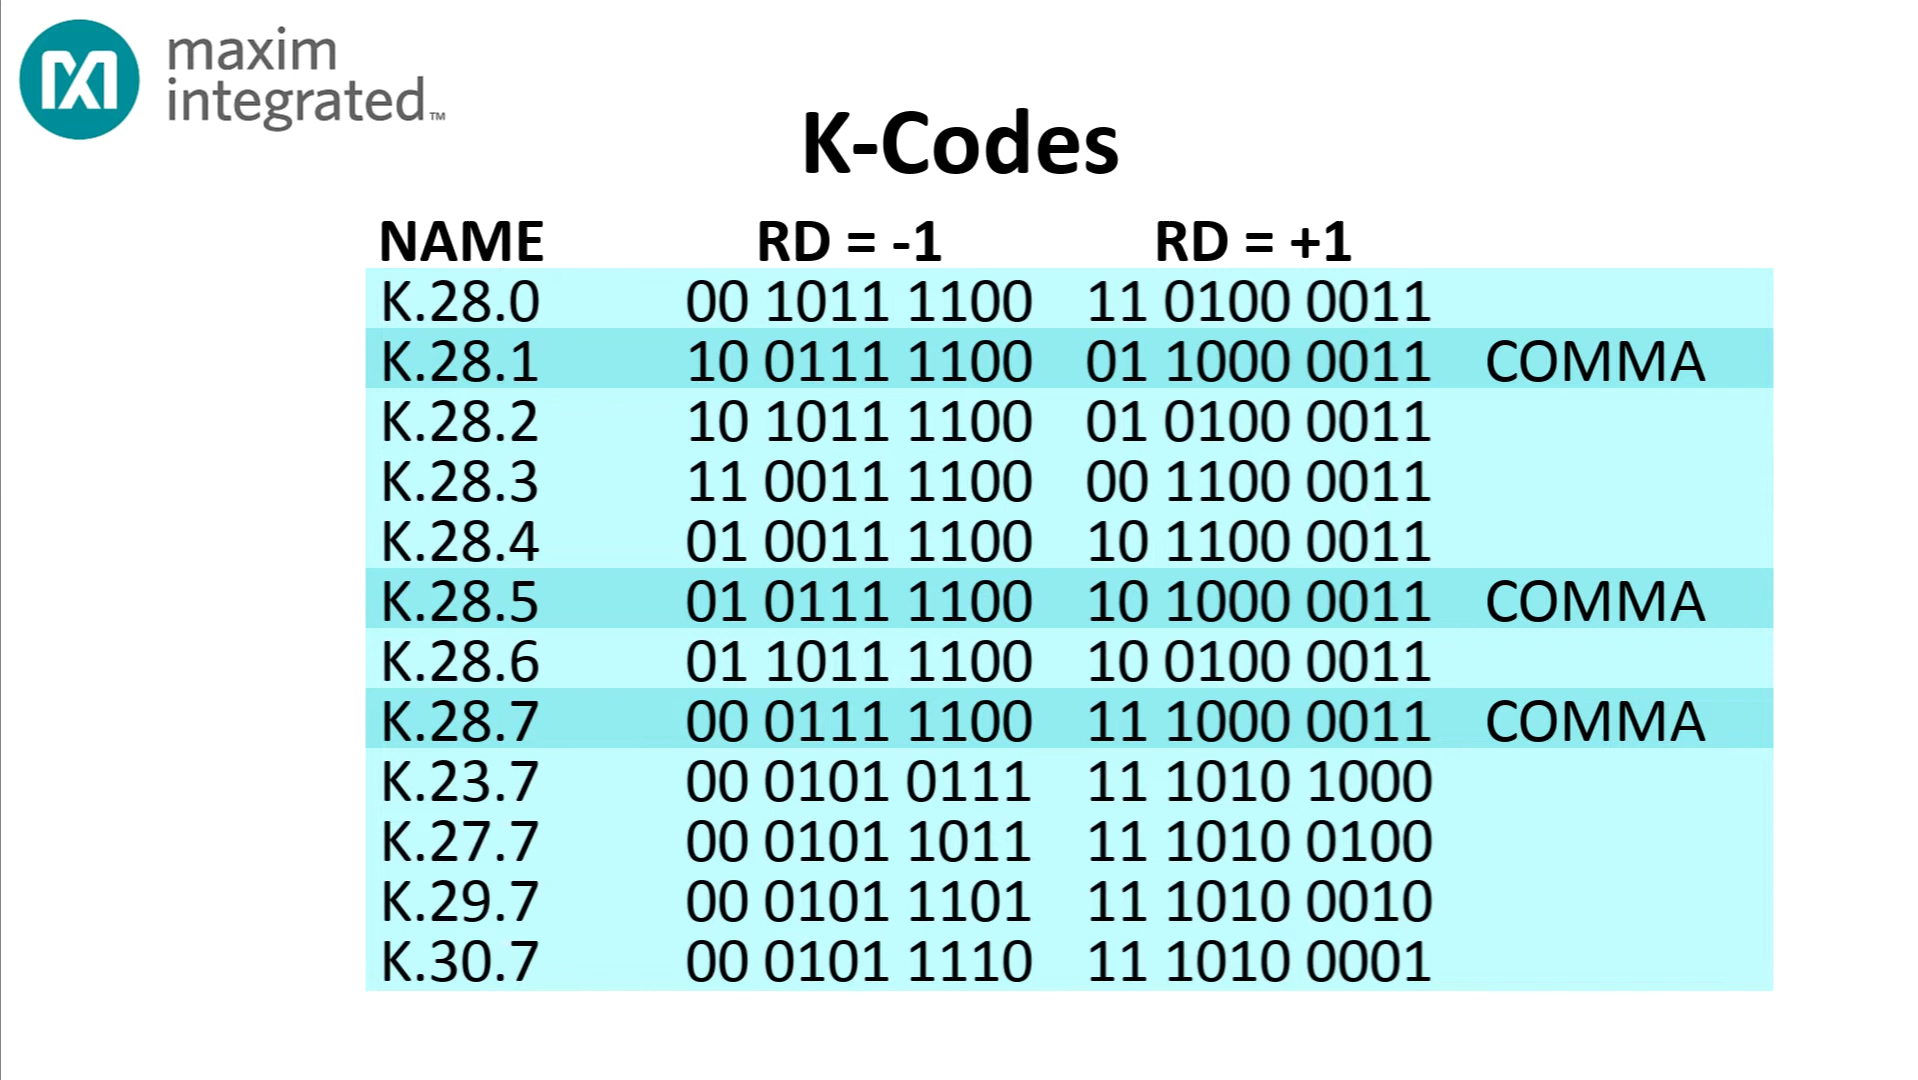 maxim
integrated™
K-Codes
NAME RD = -1 RD = +1
K.28.0 00 1011 1100 11 0100 0011
K.28.1 10 0111 1100 01 1000 0011 COMMA
K.28.2 10 1011 1100 01 0100 0011
K.28.3 11 0011 1100 00 1100 0011
K.28.4 01 0011 1100 10 1100 0011
K.28.5 01 0111 1100 10 1000 0011 COMMA
K.28.6 01 1011 1100 10 0100 0011
K.28.7 00 0111 1100 11 1000 0011 COMMA
K.23.7 00 0101 0111 11 1010 1000
K.27.7 00 0101 1011 11 1010 0100
K.29.7 00 0101 1101 11 1010 0010
K.30.7 00 0101 1110 11 1010 0001